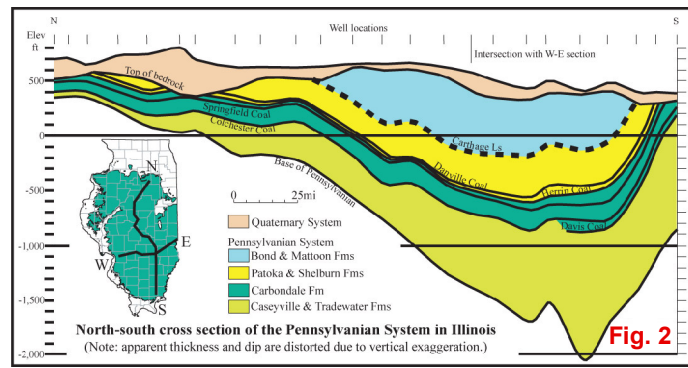 N
Well locations
S
Elev
ft
Intersection with W-E section
Top of bedrock
500
Springfield Coal
Colchester Coal
0
Carthage Ls
Base of Pennsylvanian
Danville Coal
Herrin Coal
N
0 25mi
-500
Davis Coal
Quaternary System
E
Pennsylvanian System
Bond & Mattoon Fms
-1,000
W
Patoka & Shelburn Fms
Carbondale Fm
S
Caseyville & Tradewater Fms
-1,500
North-south cross section of the Pennsylvanian System in Illinois
(Note: apparent thickness and dip are distorted due to vertical exaggeration.)
Fig. 2
-2,000